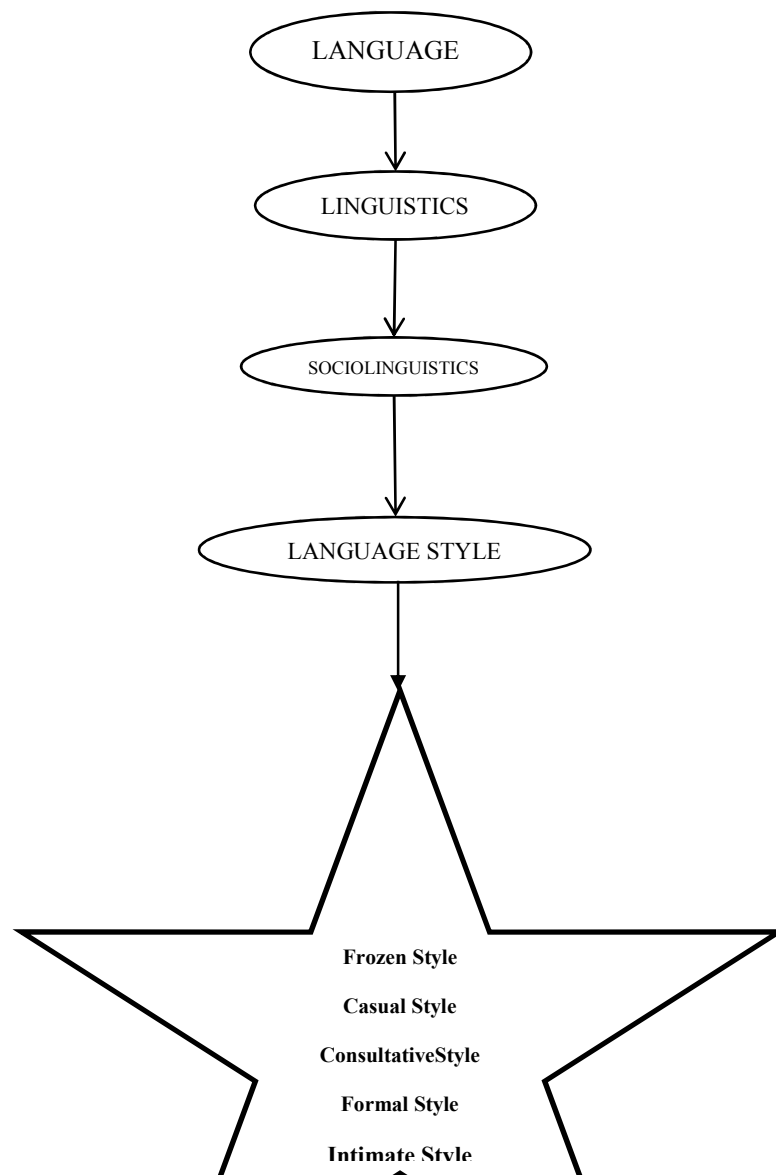 LANGUAGE
LINGUISTICS
SOCIOLINGUISTICS
LANGUAGE STYLE
Frozen Style
Casual Style
ConsultativeStyle
Formal Style
Intimate Style